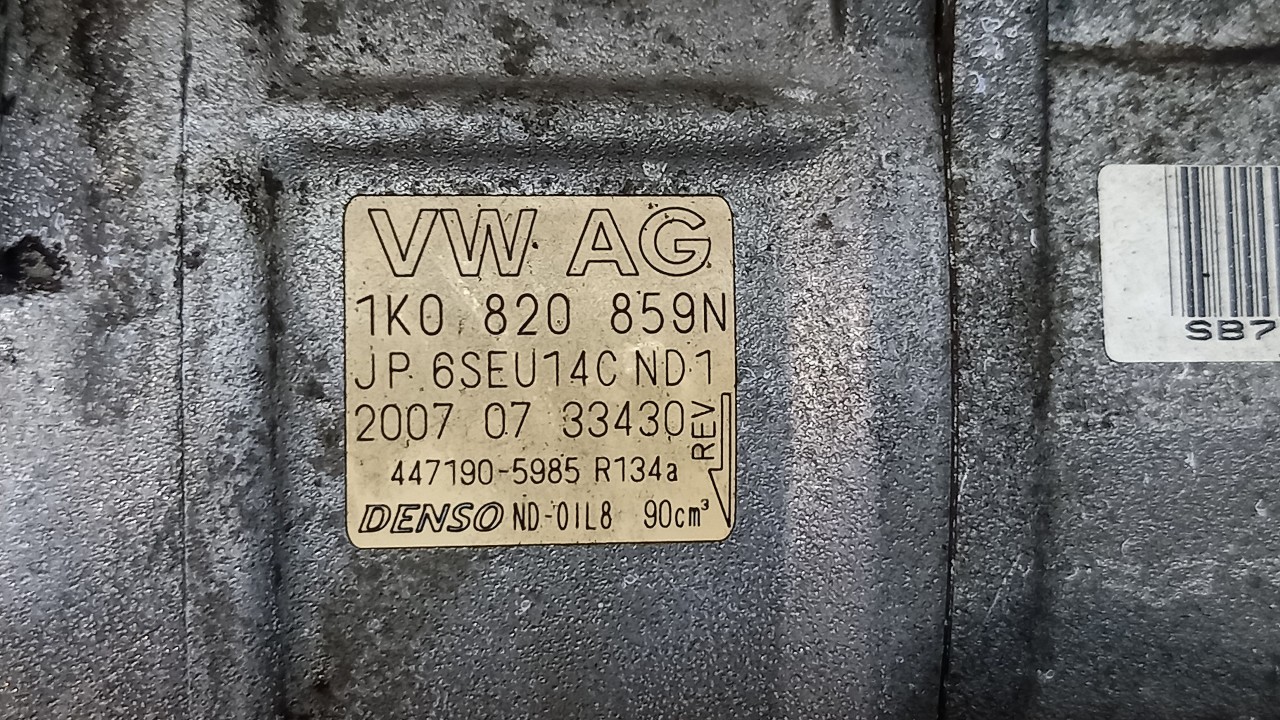 VW AG
1K0 820 859N
JP 6SEU14C ND1
2007 07 33430
REV
447190-5985 R134a
DENSO ND-OIL8 90cm³
SB7